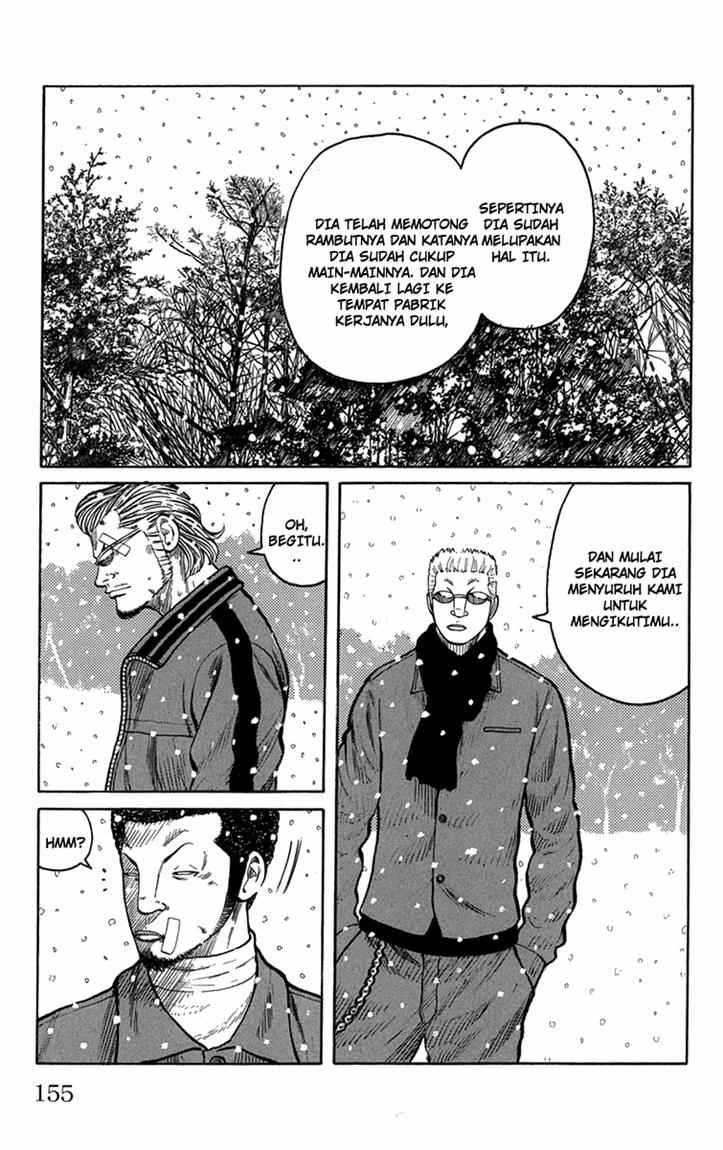 SEPERTINYA
DIA SUDAH
MELUPAKAN
HAL ITU.
DIA TELAH MEMOTONG
RAMBUTNYA DAN KATANYA
DIA SUDAH CUKUP
MAIN-MAINNYA. DAN DIA
KEMBALI LAGI KE
TEMPAT PABRIK
KERJANYA DULU,
DAN MULAI
SEKARANG DIA
MENYURUH KAMI
UNTUK
MENGIKUTIMU..
OH,
BEGITU.
..
HMM?
155